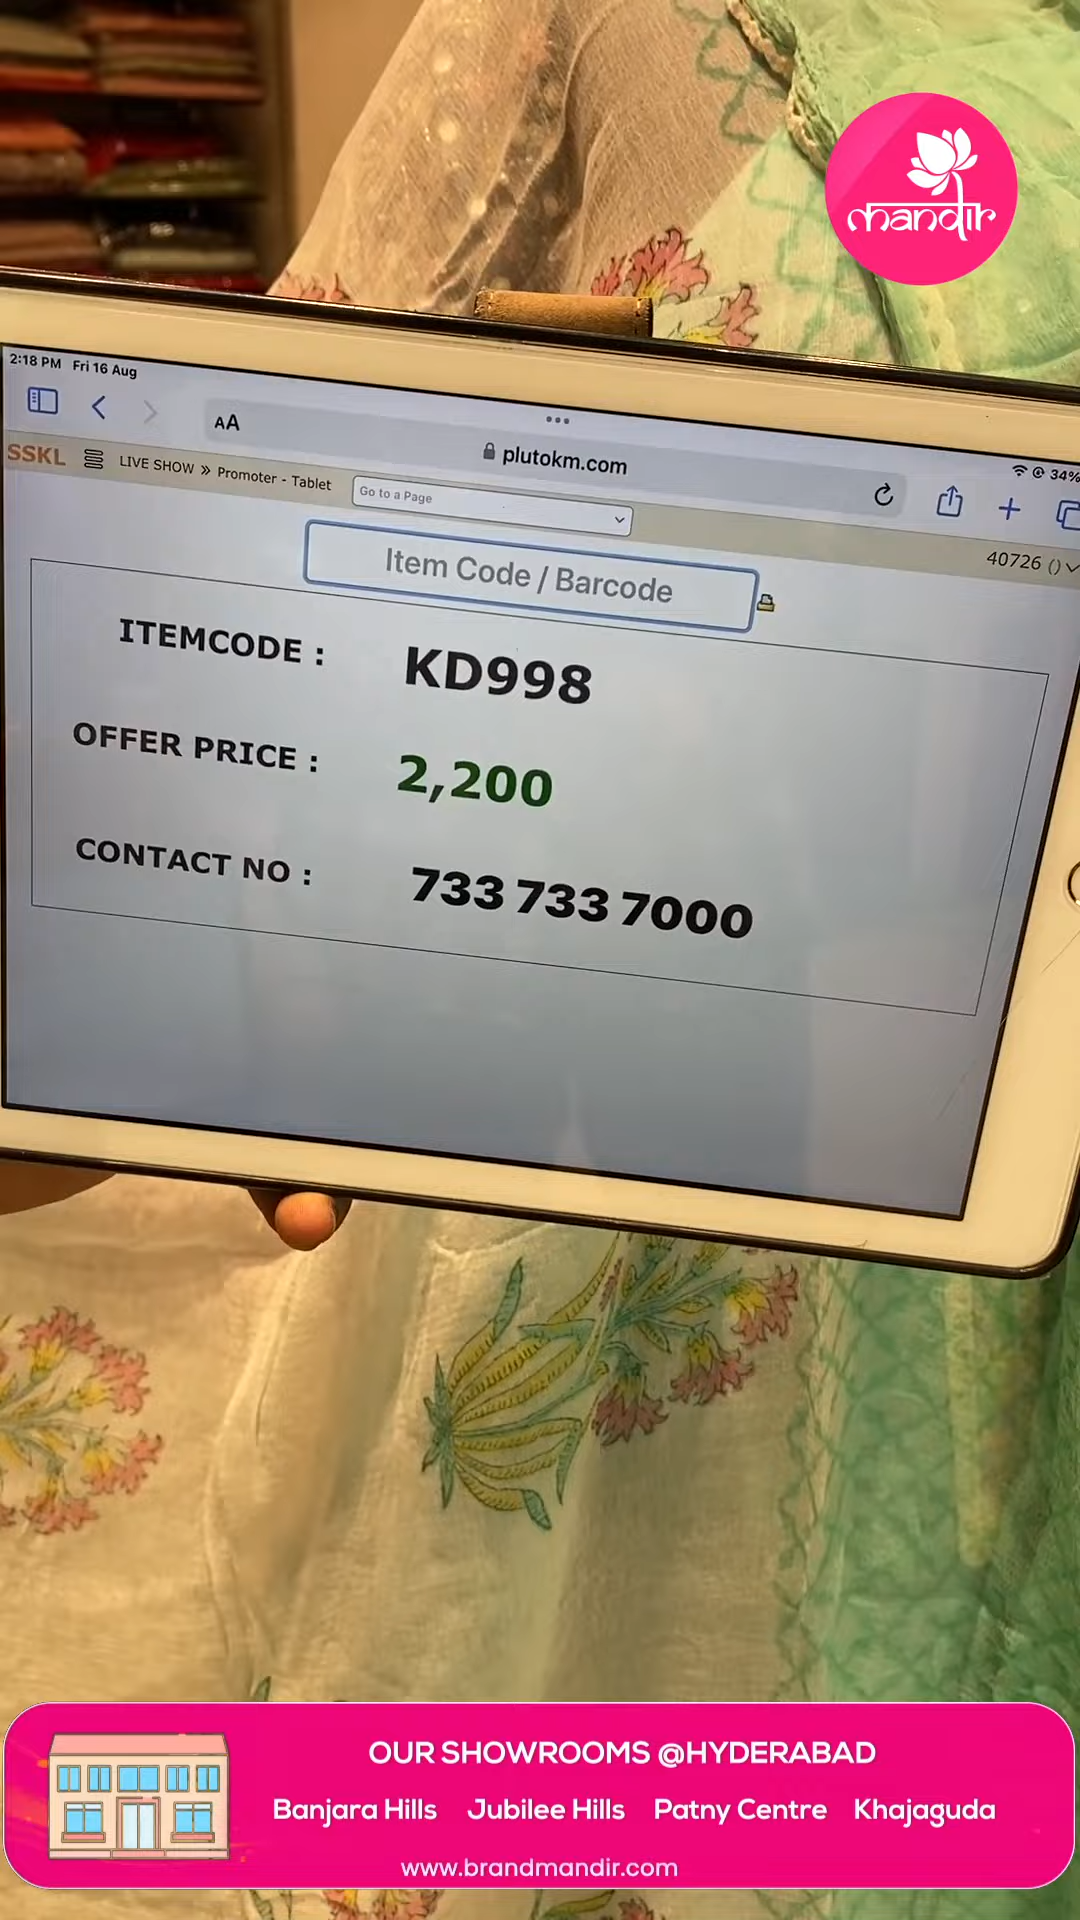 mandir
2:18 PM Fri 16 Aug
AA
plutokm.com
34%
SSKL LIVE SHOW » Promoter - Tablet
Go to a Page
40726 ()
Item Code / Barcode
ITEMCODE : KD998
OFFER PRICE : 2,200
CONTACT NO : 733 733 7000
OUR SHOWROOMS @HYDERABAD
Banjara Hills Jubilee Hills Patny Centre Khajaguda
www.brandmandir.com